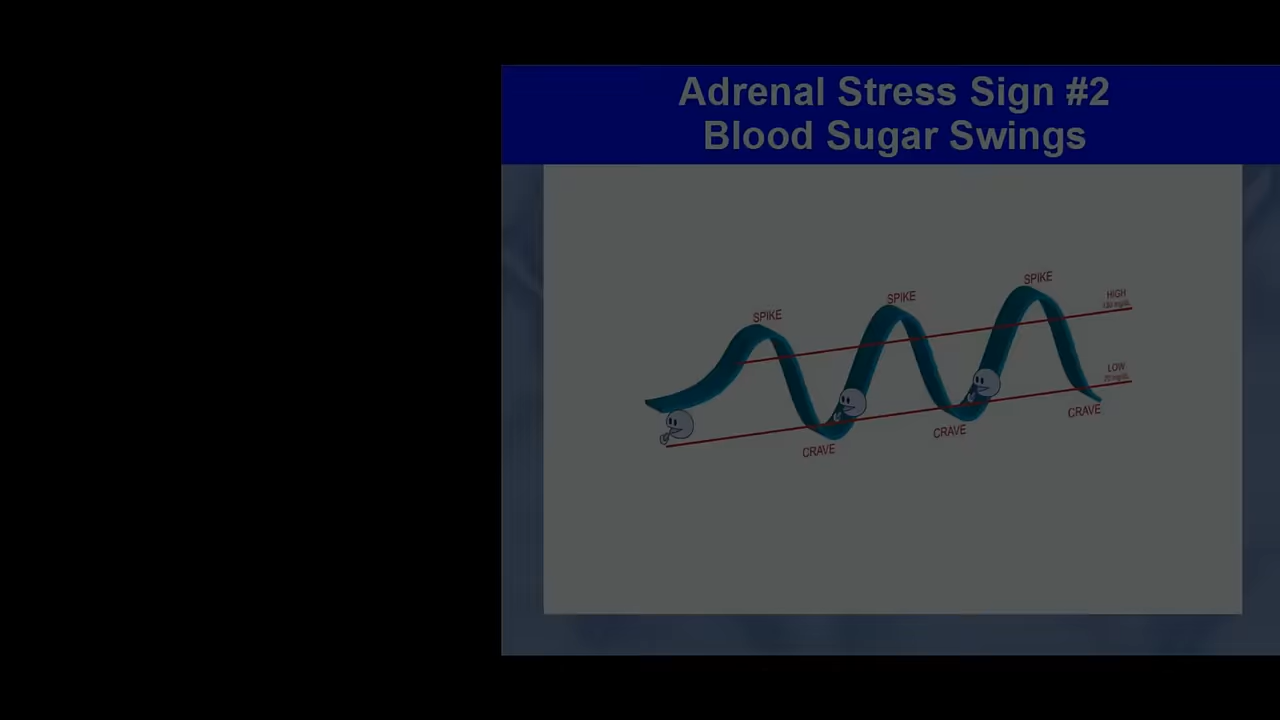 Adrenal Stress Sign #2
Blood Sugar Swings
SPIKE
SPIKE
SPIKE
HIGH
LOW
CRAVE
CRAVE
CRAVE